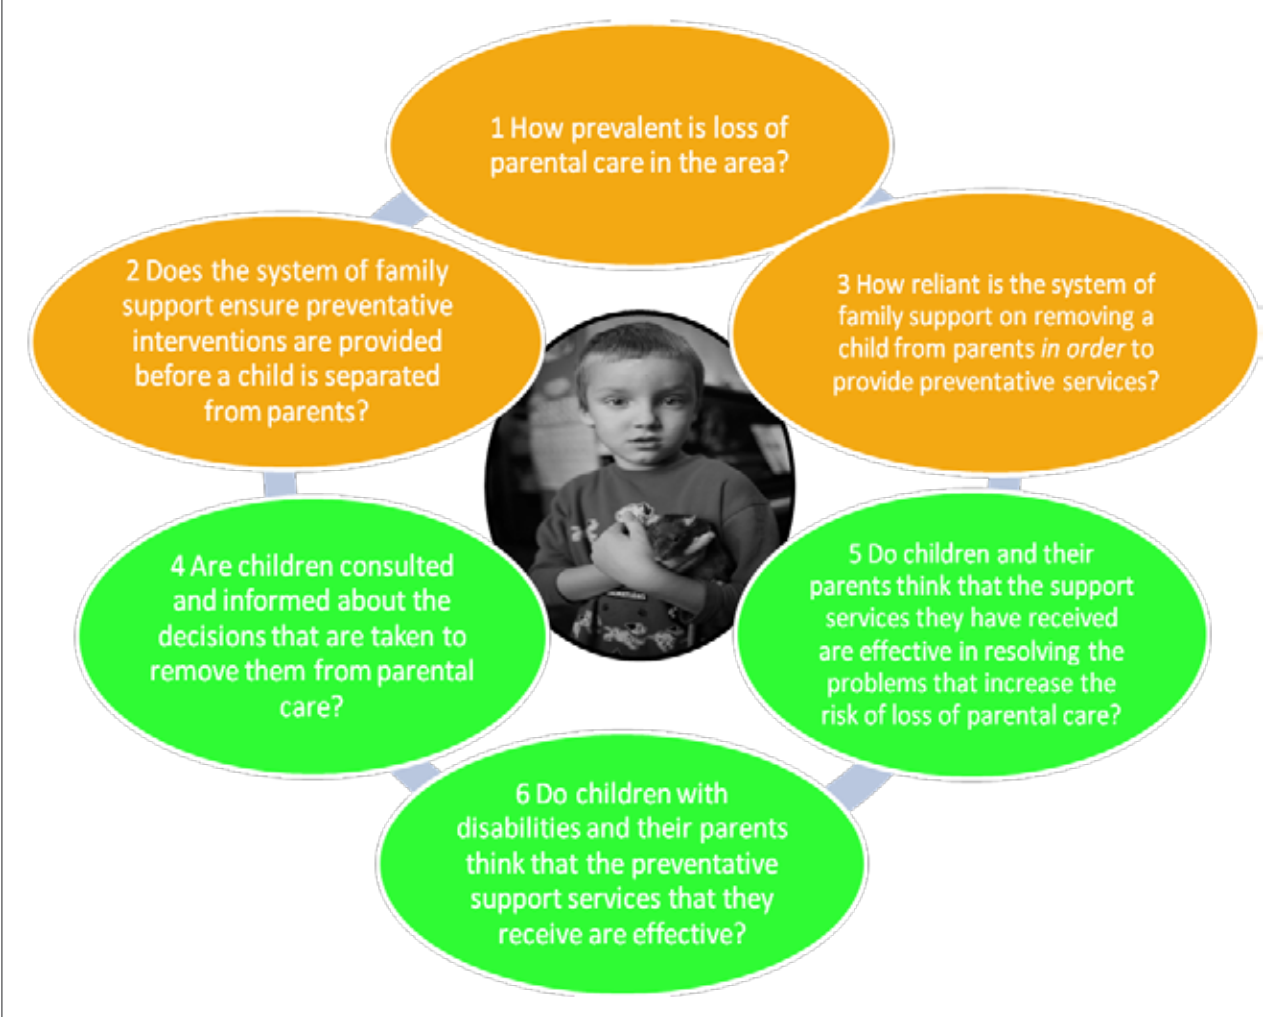 1 How prevalent is loss of
parental care in the area?
2 Does the system of family
support ensure preventative
interventions are provided
before a child is separated
from parents?
3 How reliant is the system of
family support on removing a
child from parents in order to
provide preventative services?
4 Are children consulted
and informed about the
decisions that are taken to
remove them from parental
care?
5 Do children and their
parents think that the support
services they have received
are effective in resolving the
problems that increase the
risk of loss of parental care?
6 Do children with
disabilities and their parents
think that the preventative
support services that they
receive are effective?